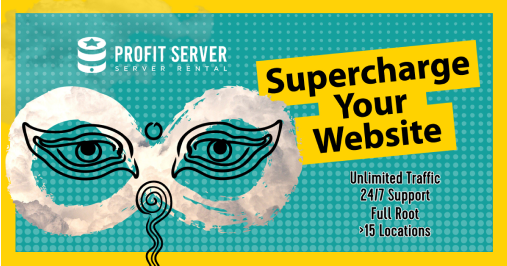 PROFIT SERVER
SERVER RENTAL
Supercharge
Your
Website
Unlimited Traffic
24/7 Support
Full Root
>15 Locations